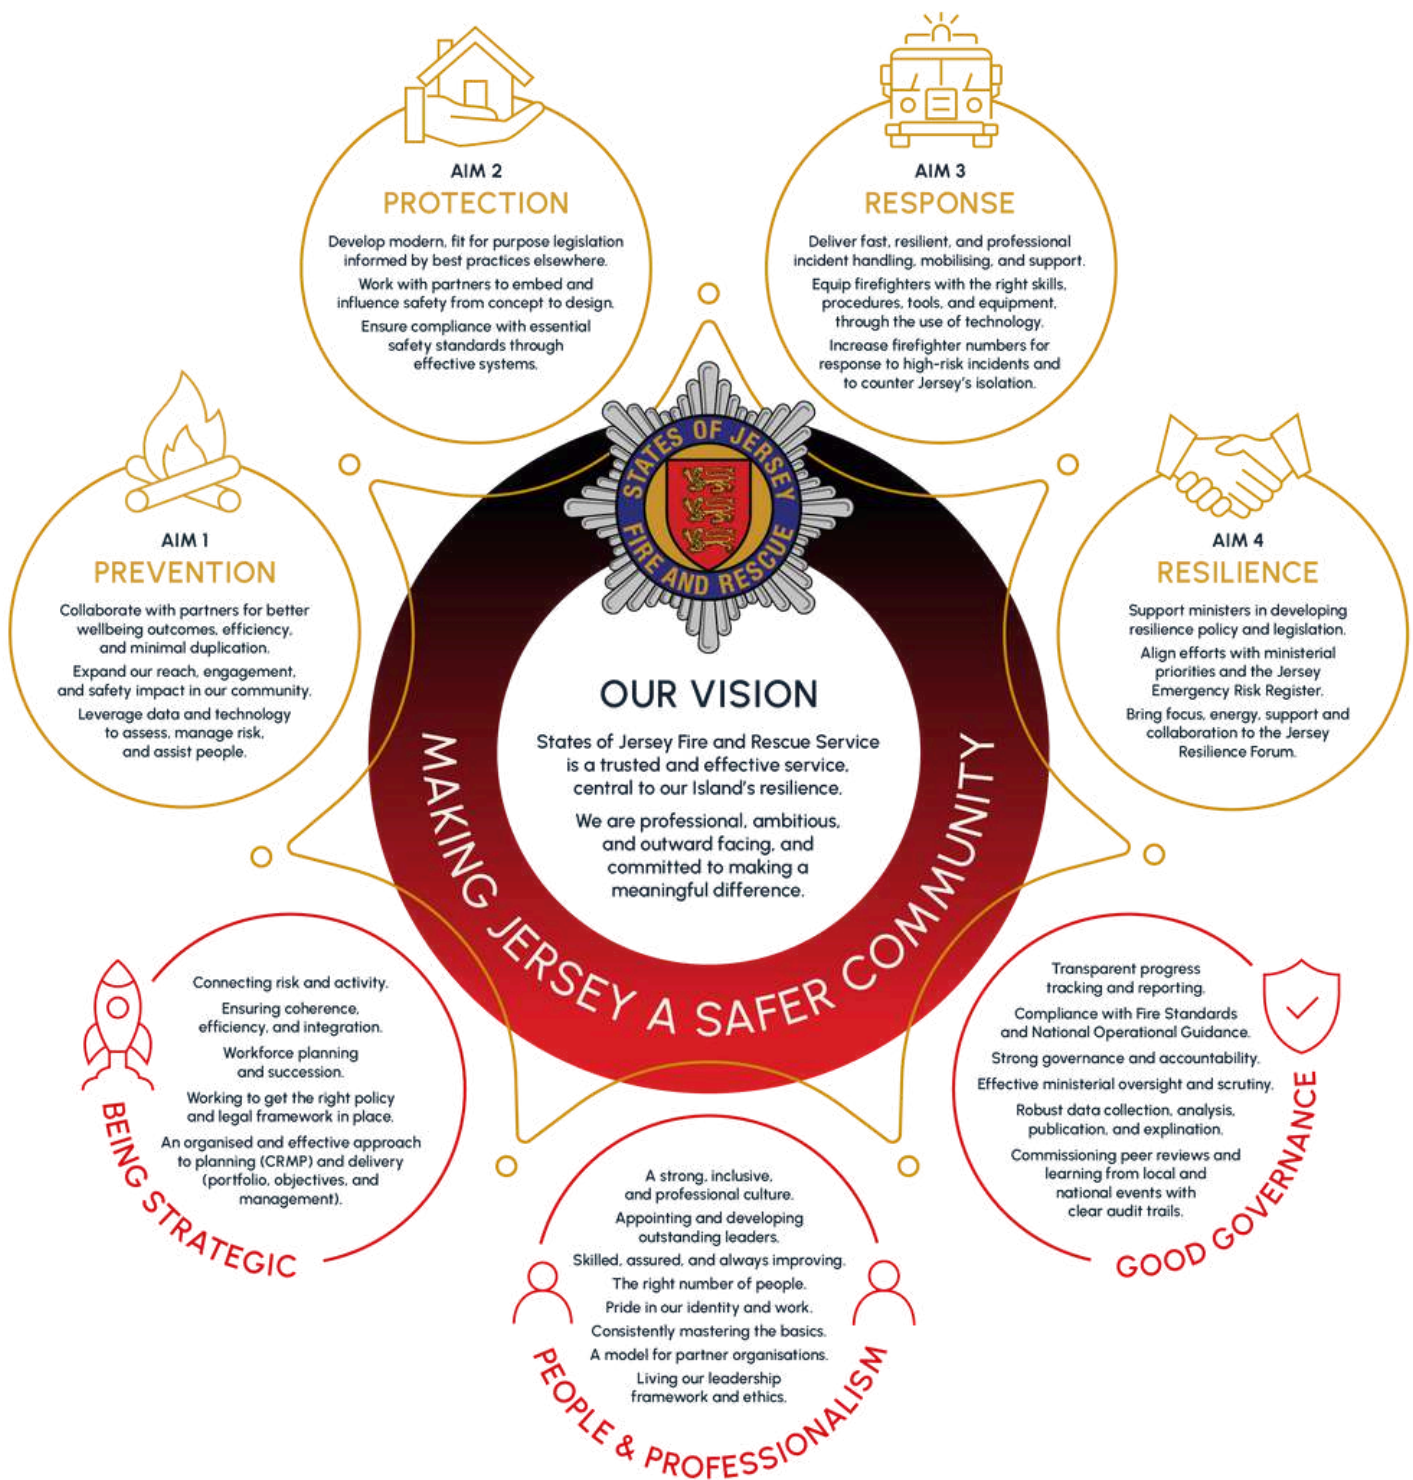 AIM 2
PROTECTION
Develop modern, fit for purpose legislation
informed by best practices elsewhere.
Work with partners to embed and
influence safety from concept to design.
Ensure compliance with essential
safety standards through
effective systems.
AIM 3
RESPONSE
Deliver fast, resilient, and professional
incident handling, mobilising, and support.
Equip firefighters with the right skills,
procedures, tools, and equipment,
through the use of technology.
Increase firefighter numbers for
response to high-risk incidents and
to counter Jersey's isolation.
AIM 1
PREVENTION
Collaborate with partners for better
wellbeing outcomes, efficiency,
and minimal duplication.
Expand our reach, engagement,
and safety impact in our community.
Leverage data and technology
to assess, manage risk,
and assist people.
STATES OF JERSEY
FIRE AND RESCUE
AIM 4
RESILIENCE
Support ministers in developing
resilience policy and legislation.
Align efforts with ministerial
priorities and the Jersey
Emergency Risk Register.
Bring focus, energy, support and
collaboration to the Jersey
Resilience Forum.
OUR VISION
States of Jersey Fire and Rescue Service
is a trusted and effective service,
central to our Island's resilience.
We are professional, ambitious,
and outward facing, and
committed to making a
meaningful difference.
MAKING JERSEY A SAFER COMMUNITY
Connecting risk and activity.
Ensuring coherence,
efficiency, and integration.
Workforce planning
and succession.
Working to get the right policy
and legal framework in place.
An organised and effective approach
to planning (CRMP) and delivery
(portfolio, objectives, and
management).
BEING STRATEGIC
A strong, inclusive,
and professional culture.
Appointing and developing
outstanding leaders.
Skilled, assured, and always improving.
The right number of people.
Pride in our identity and work.
Consistently mastering the basics.
A model for partner organisations.
Living our leadership
framework and ethics.
PEOPLE & PROFESSIONALISM
Transparent progress
tracking and reporting.
Compliance with Fire Standards
and National Operational Guidance.
Strong governance and accountability.
Effective ministerial oversight and scrutiny.
Robust data collection, analysis,
publication, and explination.
Commissioning peer reviews and
learning from local and
national events with
clear audit trails.
GOOD GOVERNANCE